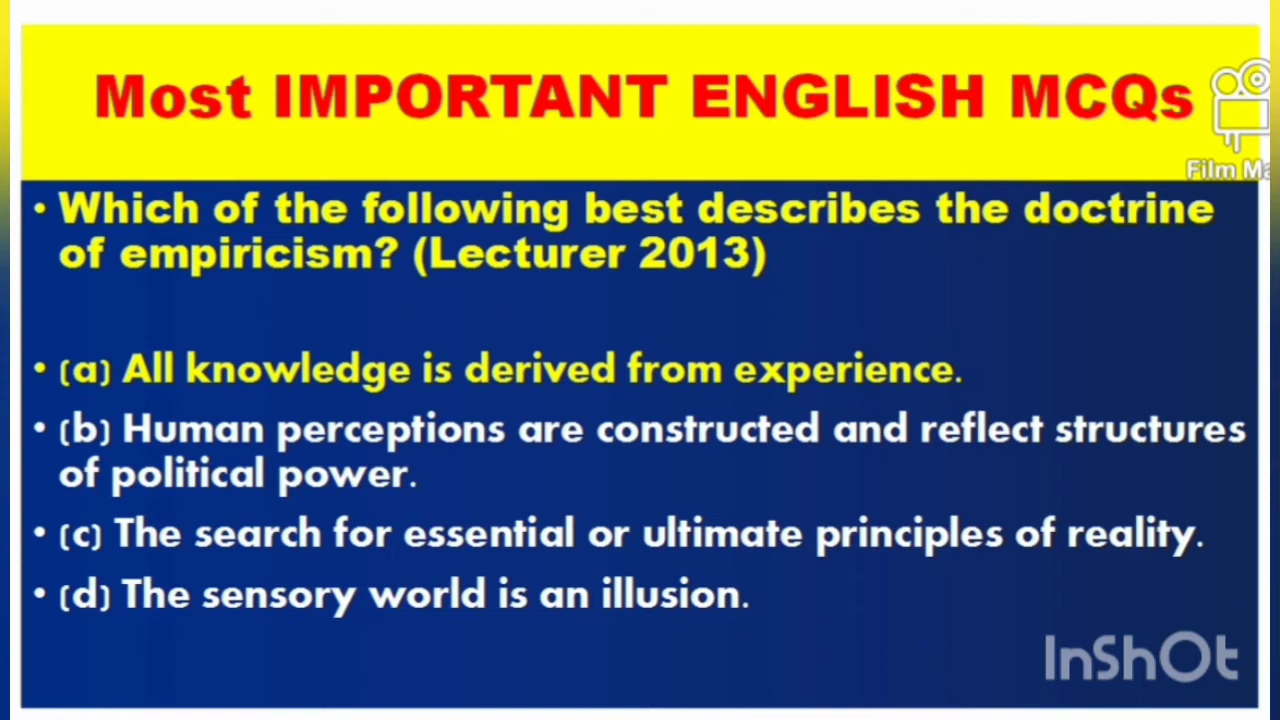 Most IMPORTANT ENGLISH MCQs
Film Ma
• Which of the following best describes the doctrine
of empiricism? (Lecturer 2013)
• (a) All knowledge is derived from experience.
• (b) Human perceptions are constructed and reflect structures
of political power.
• (c) The search for essential or ultimate principles of reality.
• (d) The sensory world is an illusion.
InShOt